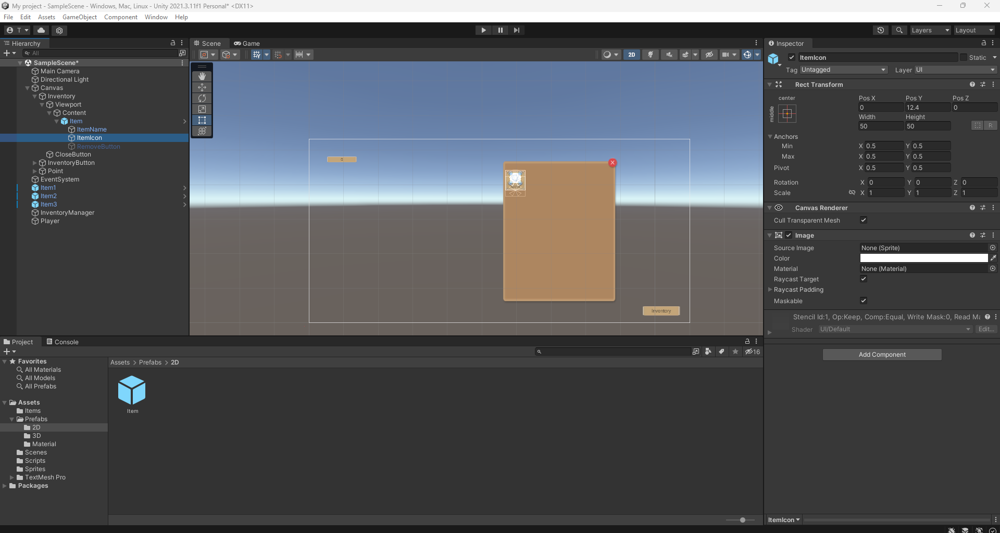 My project - SampleScene - Windows, Mac, Linux - Unity 2021.3.11f1 Personal* <DX11>
File Edit Assets GameObject Component Window Help
T
Layers Layout
Hierarchy
All
SampleScene*
Main Camera
Directional Light
Canvas
Inventory
Viewport
Content
Item
ItemName
ItemIcon
RemoveButton
CloseButton
InventoryButton
Point
EventSystem
Item1
Item2
Item3
InventoryManager
Player
Scene Game
2D
0
Inventory
Inspector
ItemIcon Static
Tag Untagged Layer UI
Rect Transform
center
middle
Pos X Pos Y Pos Z
0 12.4 0
Width Height
50 50
R
Anchors
Min X 0.5 Y 0.5
Max X 0.5 Y 0.5
Pivot X 0.5 Y 0.5
Rotation X 0 Y 0 Z 0
Scale X 1 Y 1 Z 1
Canvas Renderer
Cull Transparent Mesh
Image
Source Image None (Sprite)
Color
Material None (Material)
Raycast Target
Raycast Padding
Maskable
Stencil Id:1, Op:Keep, Comp:Equal, Write Mask:0, Read Ma
Shader UI/Default Edit...
Add Component
ItemIcon
Project Console
16
Favorites
All Materials
All Models
All Prefabs
Assets
Items
Prefabs
2D
3D
Material
Scenes
Scripts
Sprites
TextMesh Pro
Packages
Assets > Prefabs > 2D
Item